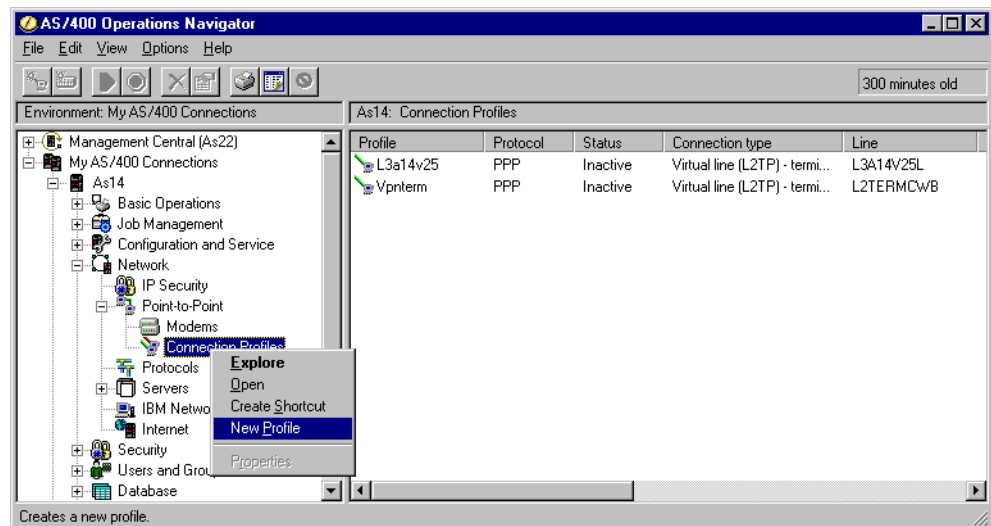 AS/400 Operations Navigator
File Edit View Options Help
300 minutes old
Environment: My AS/400 Connections
As14: Connection Profiles
Management Central (As22)
My AS/400 Connections
As14
Basic Operations
Job Management
Configuration and Service
Network
IP Security
Point-to-Point
Modems
Connection Profiles
Protocols
Servers
IBM Netwo
Internet
Security
Users and Grou
Database
Explore
Open
Create Shortcut
New Profile
Properties
Profile Protocol Status Connection type Line
L3a14v25 PPP Inactive Virtual line (L2TP) - termi... L3A14V25L
Vpnterm PPP Inactive Virtual line (L2TP) - termi... L2TERMCWB
Creates a new profile.